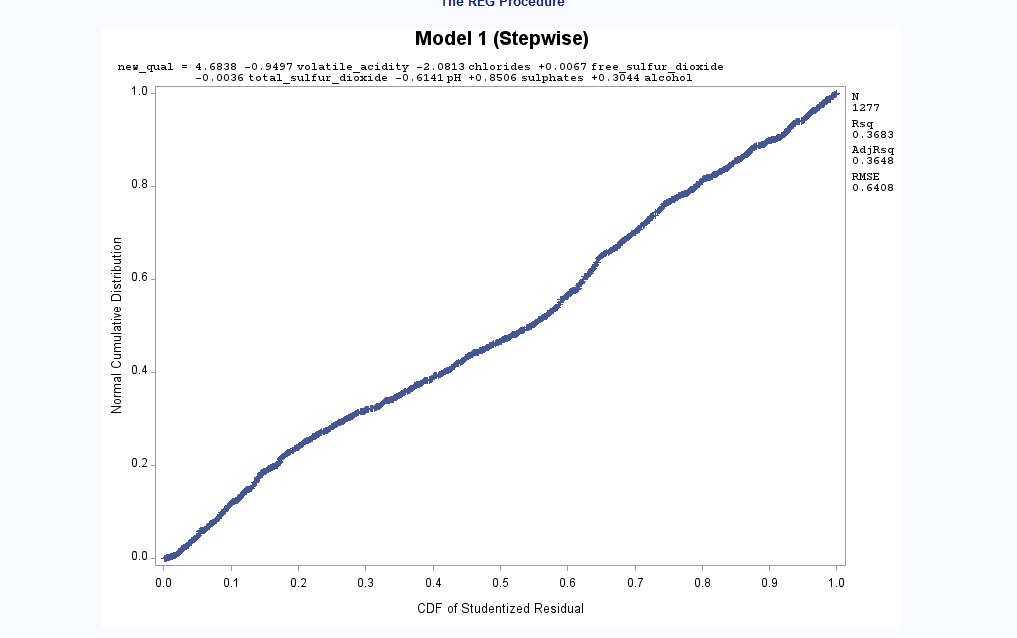 The REG Procedure
Model 1 (Stepwise)
new_qual = 4.6838 -0.9497 volatile_acidity -2.0813 chlorides +0.0067 free_sulfur_dioxide
-0.0036 total_sulfur_dioxide -0.6141 pH +0.8506 sulphates +0.3044 alcohol
N
1277
Rsq
0.3683
AdjRsq
0.3648
RMSE
0.6408
Normal Cumulative Distribution
1.0
0.8
0.6
0.4
0.2
0.0
0.0 0.1 0.2 0.3 0.4 0.5 0.6 0.7 0.8 0.9 1.0
CDF of Studentized Residual